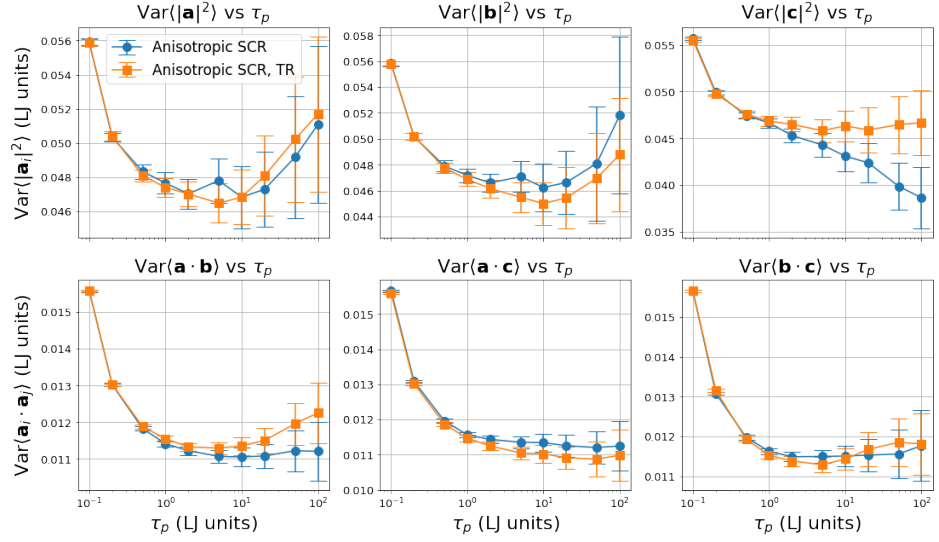 Var⟨|a|²⟩ vs τₚ
Var⟨|b|²⟩ vs τₚ
Var⟨|c|²⟩ vs τₚ
Anisotropic SCR
Anisotropic SCR, TR
Var⟨|aᵢ|²⟩ (LJ units)
0.056
0.054
0.052
0.050
0.048
0.046
0.058
0.056
0.054
0.052
0.050
0.048
0.046
0.044
0.055
0.050
0.045
0.040
0.035
Var⟨a · b⟩ vs τₚ
Var⟨a · c⟩ vs τₚ
Var⟨b · c⟩ vs τₚ
Var⟨aᵢ · aⱼ⟩ (LJ units)
0.015
0.014
0.013
0.012
0.011
0.015
0.014
0.013
0.012
0.011
0.010
0.015
0.014
0.013
0.012
0.011
10⁻¹ 10⁰ 10¹ 10²
10⁻¹ 10⁰ 10¹ 10²
10⁻¹ 10⁰ 10¹ 10²
τₚ (LJ units)
τₚ (LJ units)
τₚ (LJ units)